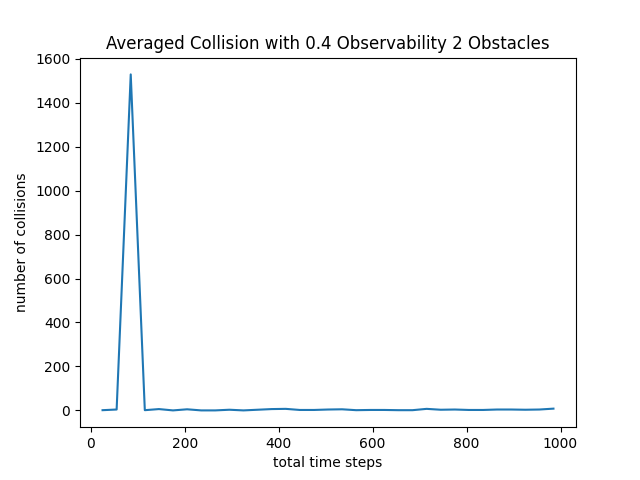 Averaged Collision with 0.4 Observability 2 Obstacles
1600
1400
1200
1000
800
600
400
200
0
number of collisions
0 200 400 600 800 1000
total time steps